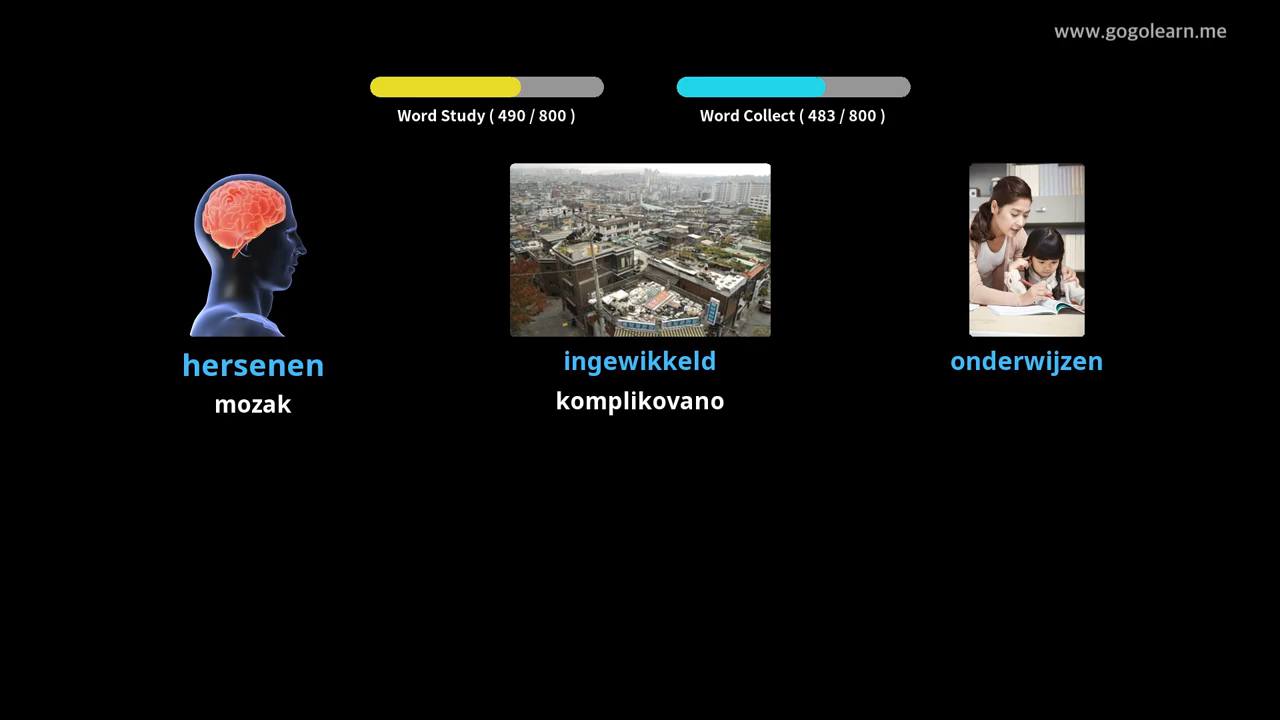 www.gogolearn.me
Word Study ( 490 / 800 )
Word Collect ( 483 / 800 )
hersenen
mozak
ingewikkeld
komplikovano
onderwijzen